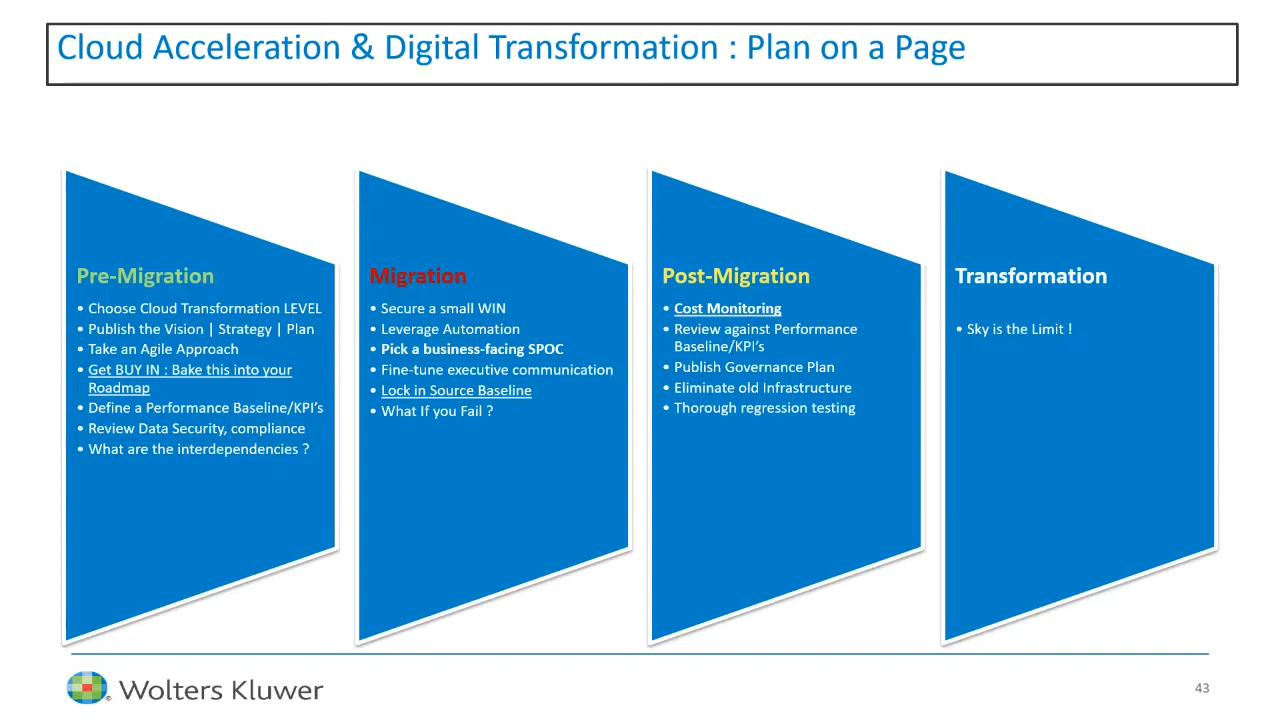 Cloud Acceleration & Digital Transformation : Plan on a Page
Pre-Migration
• Choose Cloud Transformation LEVEL
• Publish the Vision | Strategy | Plan
• Take an Agile Approach
• Get BUY IN : Bake this into your
Roadmap
• Define a Performance Baseline/KPI's
• Review Data Security, compliance
• What are the interdependencies ?
Migration
• Secure a small WIN
• Leverage Automation
• Pick a business-facing SPOC
• Fine-tune executive communication
• Lock in Source Baseline
• What If you Fail ?
Post-Migration
• Cost Monitoring
• Review against Performance
Baseline/KPI's
• Publish Governance Plan
• Eliminate old Infrastructure
• Thorough regression testing
Transformation
• Sky is the Limit !
Wolters Kluwer
43